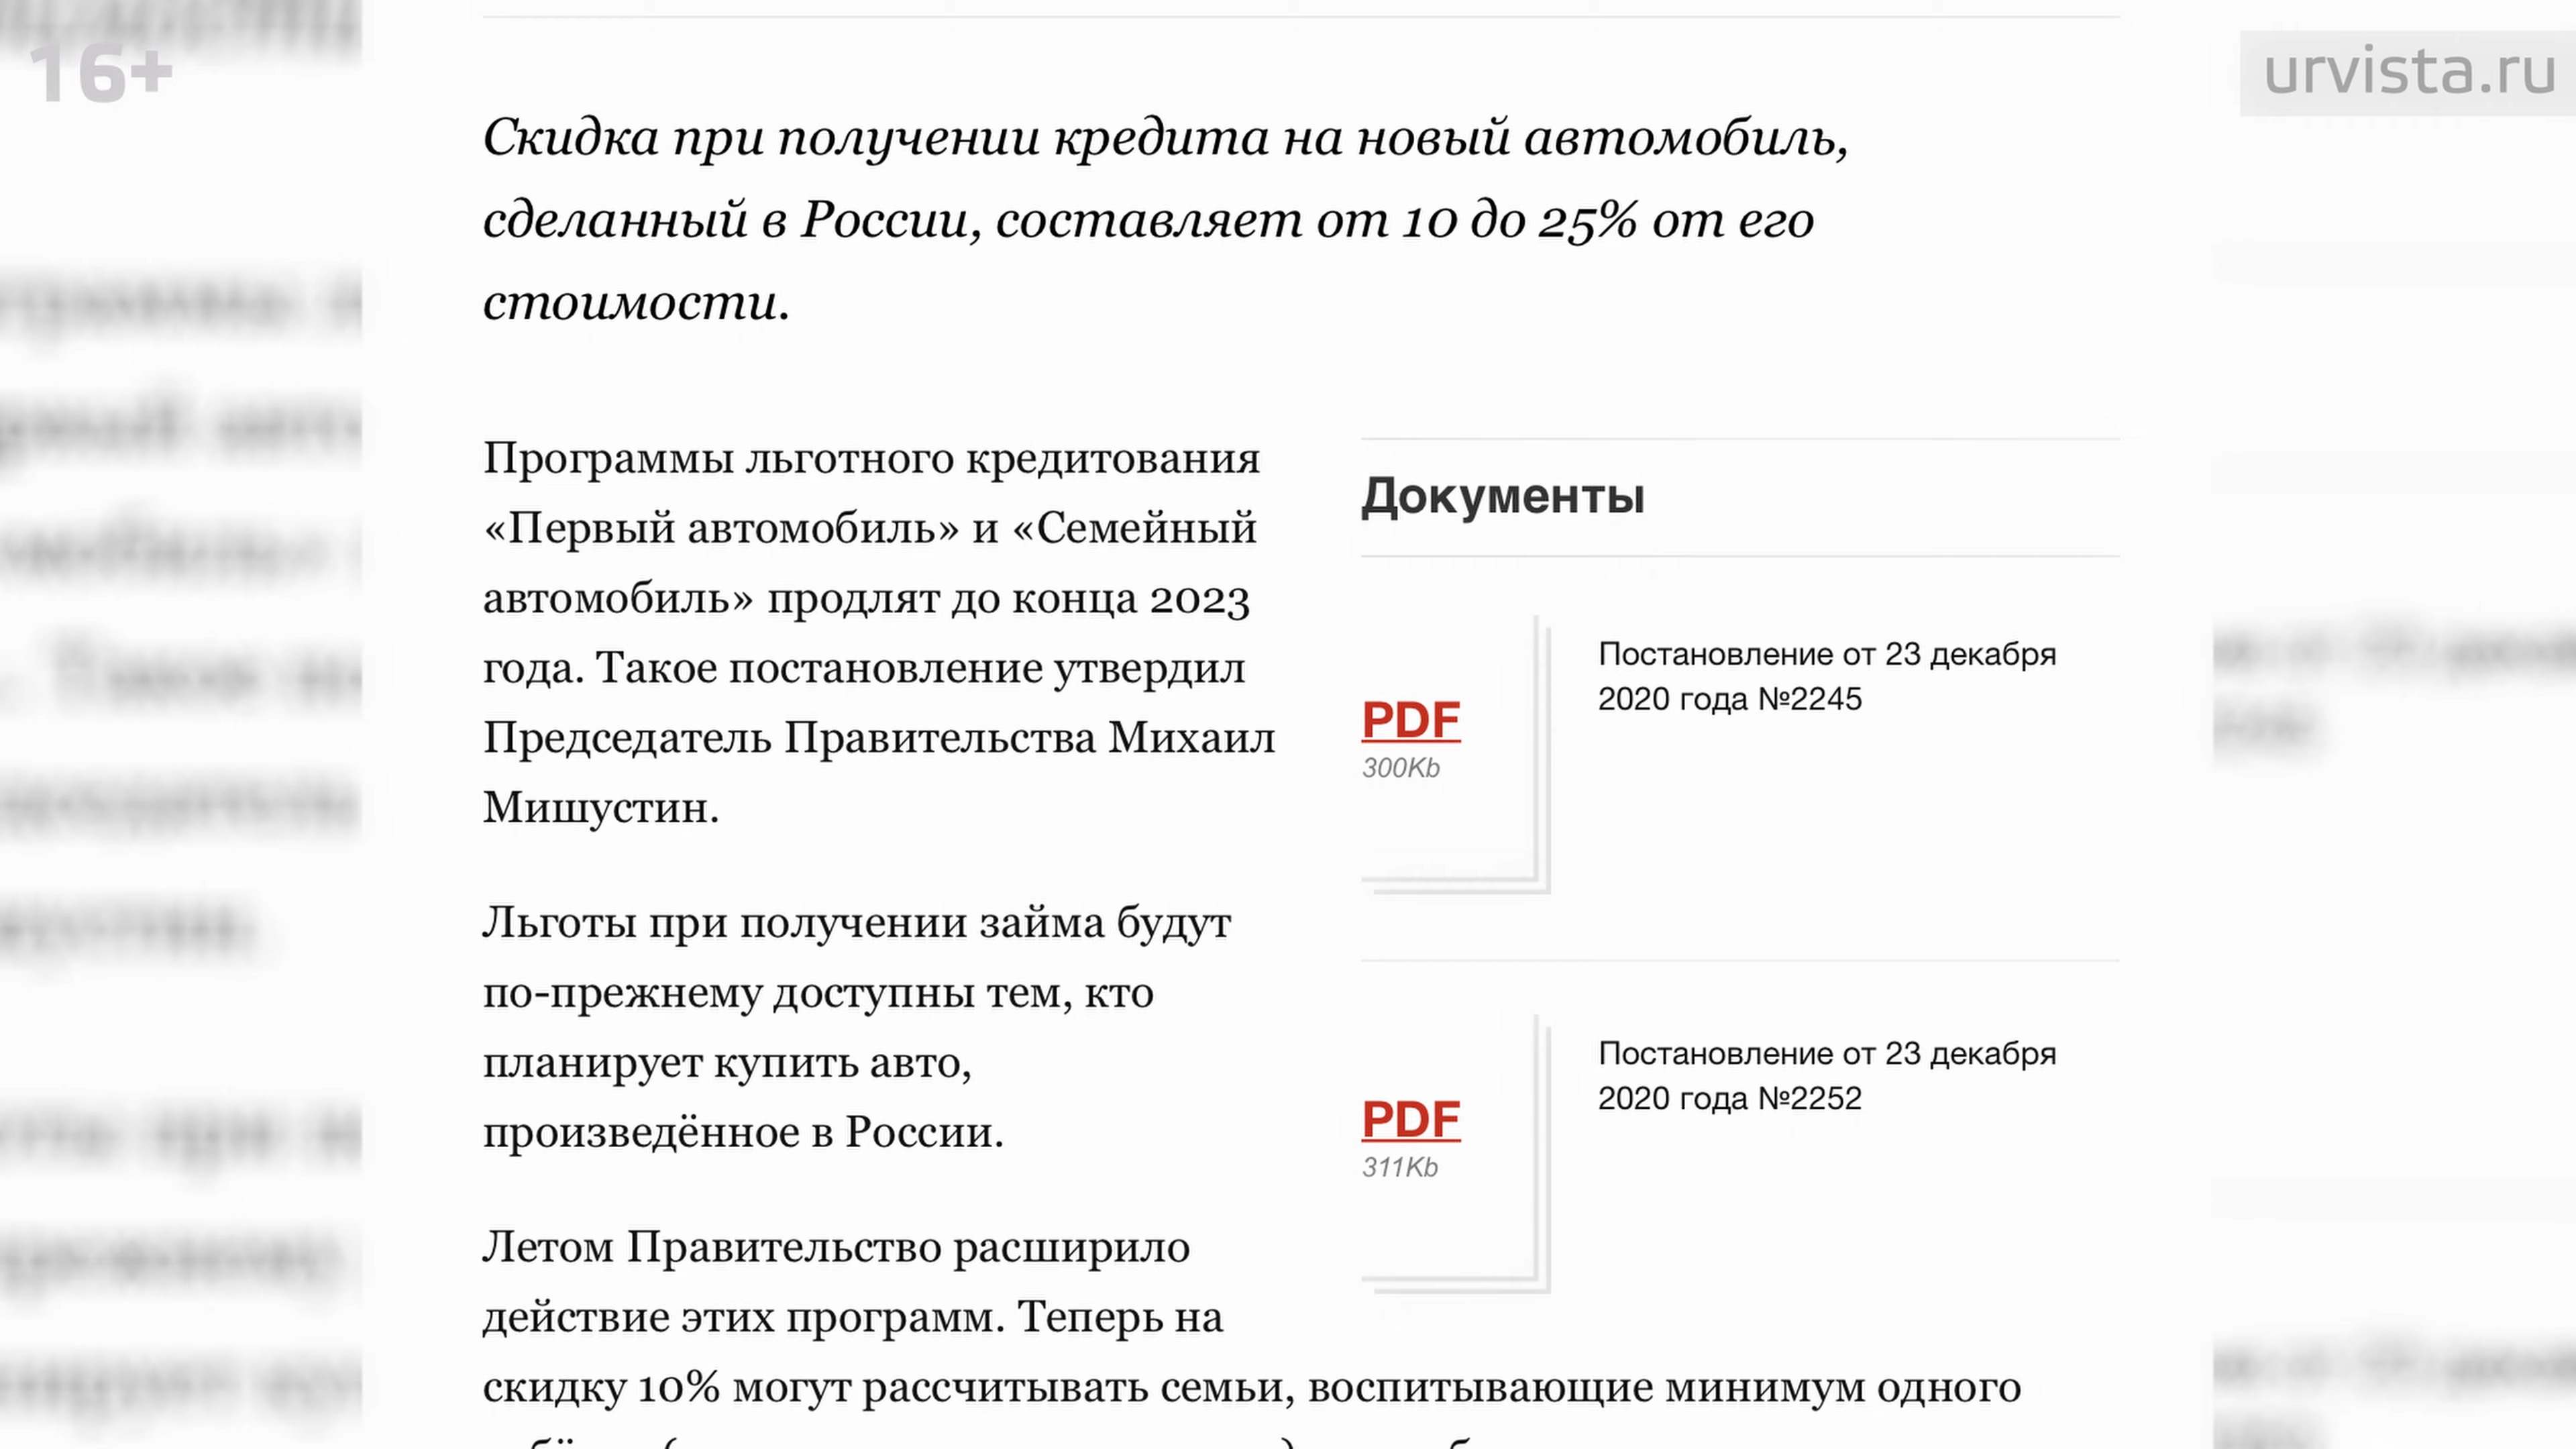 16+
urvista.ru
Скидка при получении кредита на новый автомобиль,
сделанный в России, составляет от 10 до 25% от его
стоимости.
Программы льготного кредитования
«Первый автомобиль» и «Семейный
автомобиль» продлят до конца 2023
года. Такое постановление утвердил
Председатель Правительства Михаил
Мишустин.
Льготы при получении займа будут
по-прежнему доступны тем, кто
планирует купить авто,
произведённое в России.
Летом Правительство расширило
действие этих программ. Теперь на
скидку 10% могут рассчитывать семьи, воспитывающие минимум одного
Документы
PDF
300Kb
Постановление от 23 декабря
2020 года №2245
PDF
311Kb
Постановление от 23 декабря
2020 года №2252